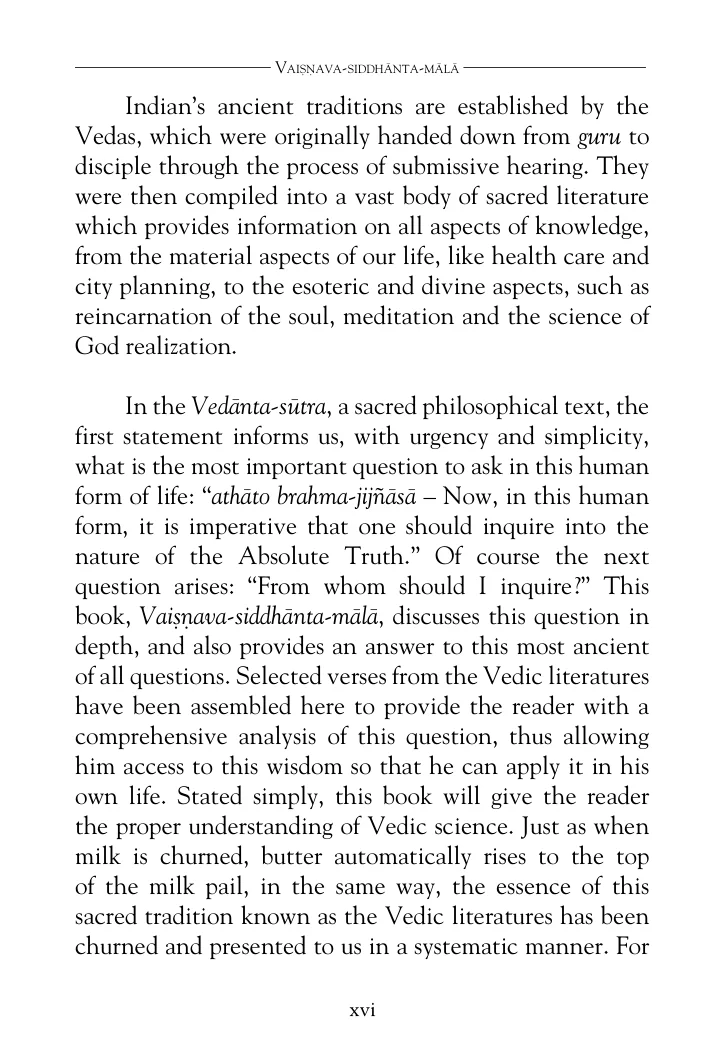 Vaiṣṇava-siddhānta-mālā
Indian’s ancient traditions are established by the
Vedas, which were originally handed down from guru to
disciple through the process of submissive hearing. They
were then compiled into a vast body of sacred literature
which provides information on all aspects of knowledge,
from the material aspects of our life, like health care and
city planning, to the esoteric and divine aspects, such as
reincarnation of the soul, meditation and the science of
God realization.
In the Vedānta-sūtra, a sacred philosophical text, the
first statement informs us, with urgency and simplicity,
what is the most important question to ask in this human
form of life: “athāto brahma-jijñāsā – Now, in this human
form, it is imperative that one should inquire into the
nature of the Absolute Truth.” Of course the next
question arises: “From whom should I inquire?” This
book, Vaiṣṇava-siddhānta-mālā, discusses this question in
depth, and also provides an answer to this most ancient
of all questions. Selected verses from the Vedic literatures
have been assembled here to provide the reader with a
comprehensive analysis of this question, thus allowing
him access to this wisdom so that he can apply it in his
own life. Stated simply, this book will give the reader
the proper understanding of Vedic science. Just as when
milk is churned, butter automatically rises to the top
of the milk pail, in the same way, the essence of this
sacred tradition known as the Vedic literatures has been
churned and presented to us in a systematic manner. For
xvi